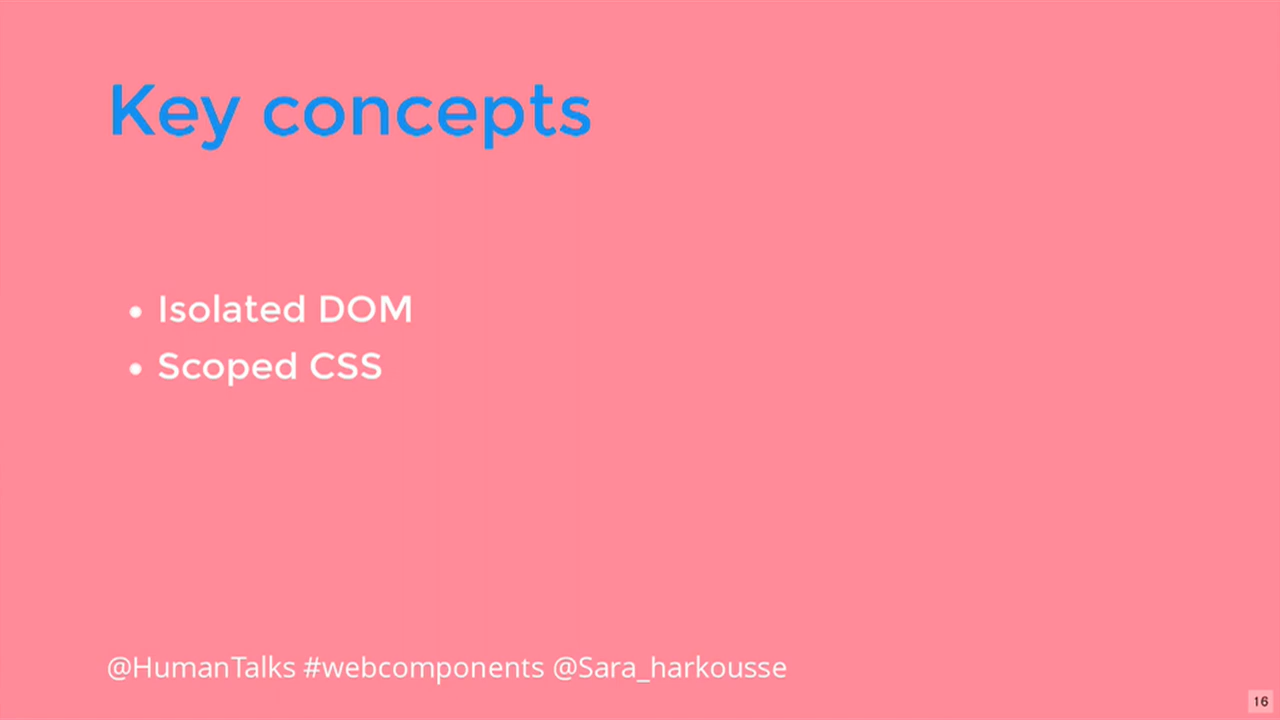 Key concepts
Isolated DOM
Scoped CSS
@HumanTalks #webcomponents @Sara_harkousse
16